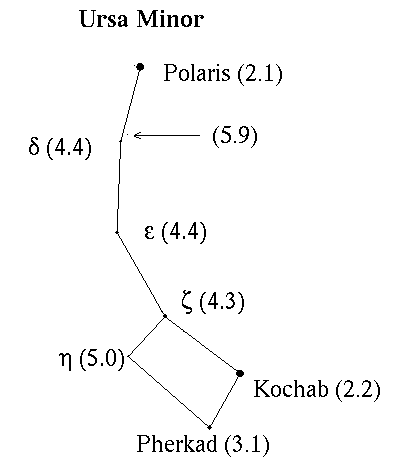 Ursa Minor
Polaris (2.1)
δ (4.4)
(5.9)
ε (4.4)
ζ (4.3)
η (5.0)
Kochab (2.2)
Pherkad (3.1)